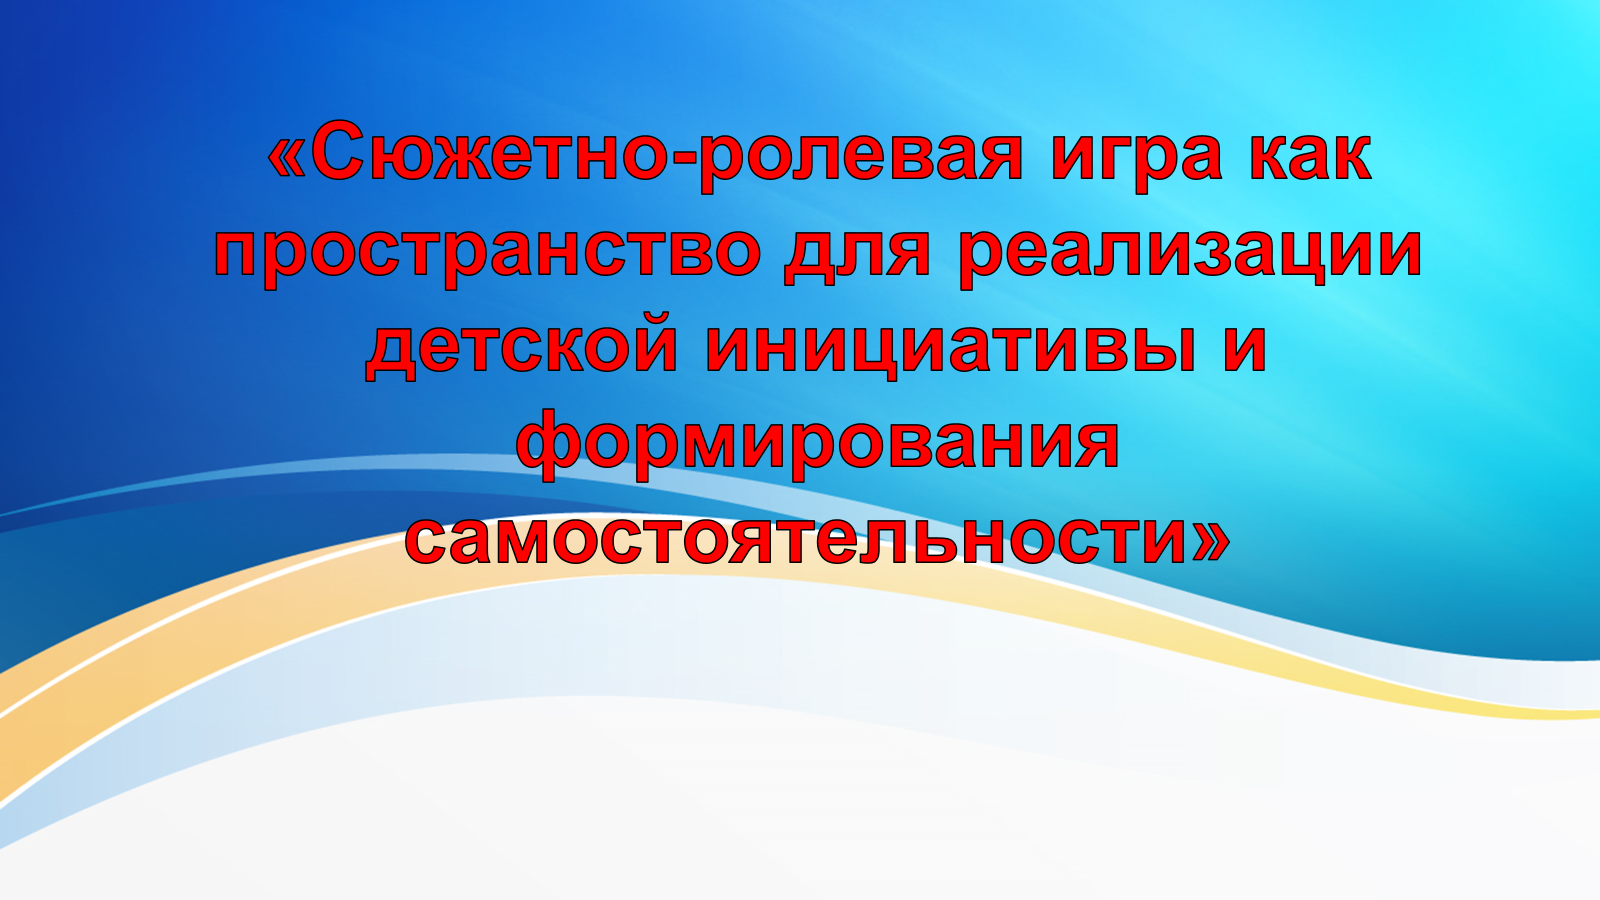 «Сюжетно-ролевая игра как
пространство для реализации
детской инициативы и
формирования
самостоятельности»